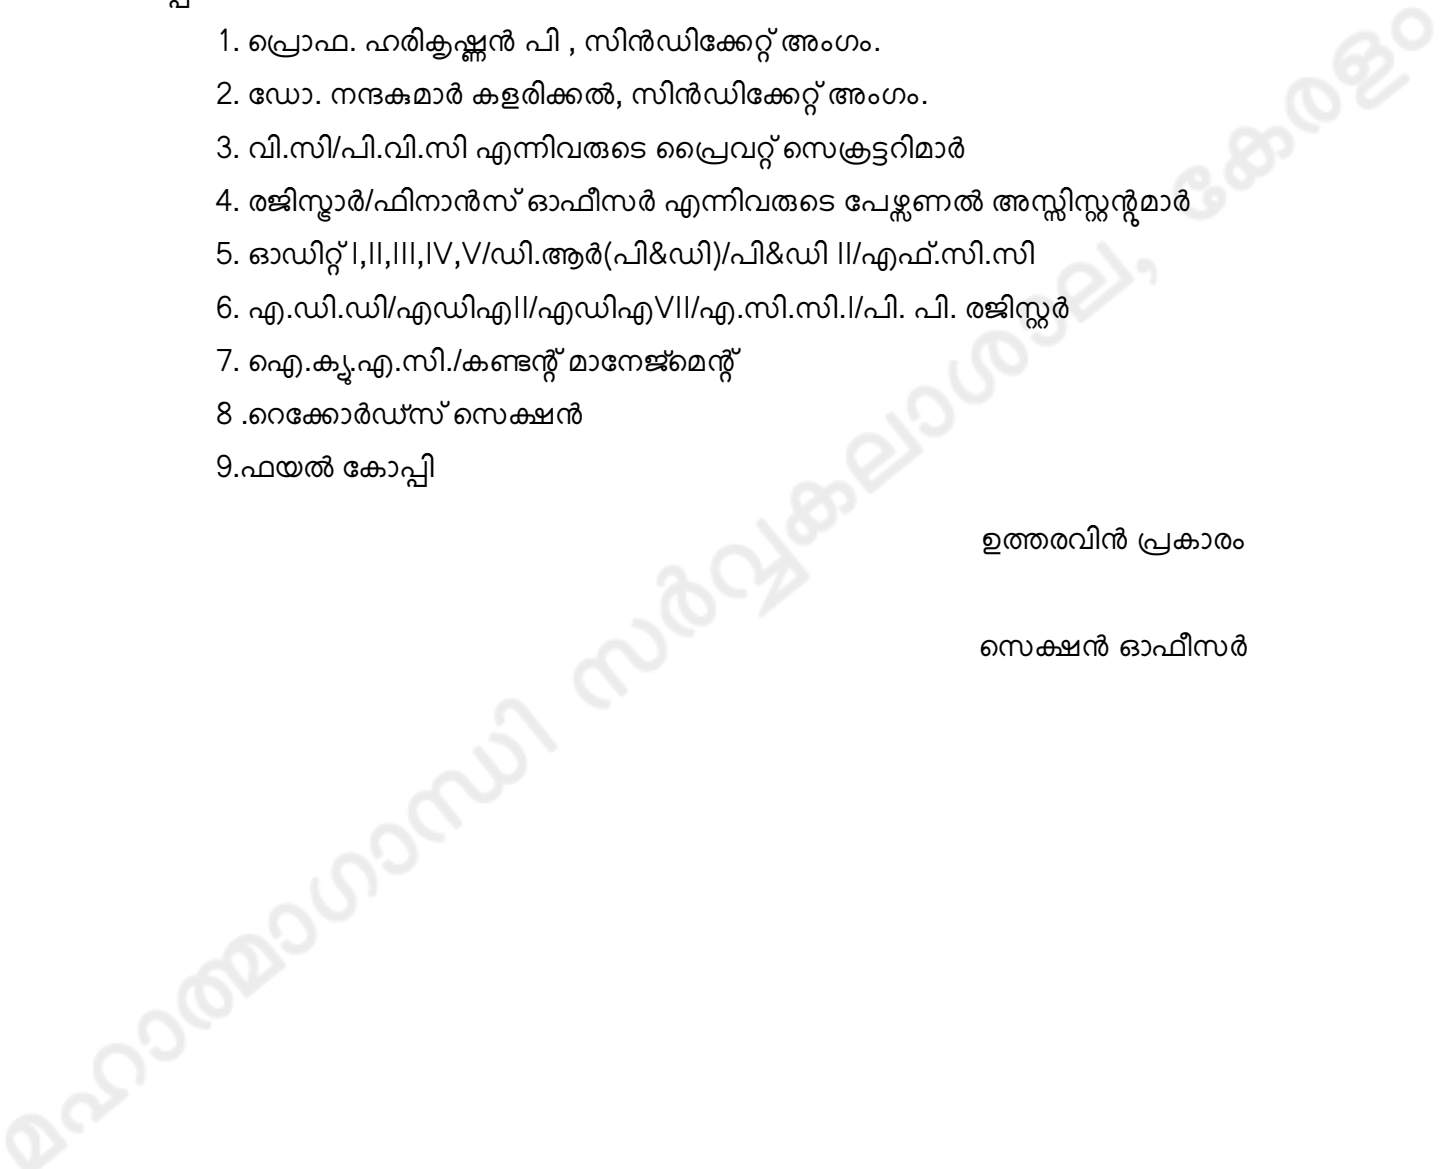 1. പ്രൊഫ. ഹരികൃഷ്ണൻ പി , സിൻഡിക്കേറ്റ് അംഗം.
2. ഡോ. നന്ദകുമാർ കളരിക്കൽ, സിൻഡിക്കേറ്റ് അംഗം.
3. വി.സി/പി.വി.സി എന്നിവരുടെ പ്രൈവറ്റ് സെക്രട്ടറിമാർ
4. രജിസ്ട്രാർ/ഫിനാൻസ് ഓഫീസർ എന്നിവരുടെ പേഴ്സണൽ അസ്സിസ്റ്റന്റുമാർ
5. ഓഡിറ്റ് I,II,III,IV,V/ഡി.ആർ(പി&ഡി)/പി&ഡി II/എഫ്.സി.സി
6. എ.ഡി.ഡി/എഡിഎII/എഡിഎVII/എ.സി.സി.I/പി. പി. രജിസ്റ്റർ
7. ഐ.ക്യു.എ.സി./കണ്ടന്റ് മാനേജ്മെന്റ്
8 .റെക്കോർഡ്സ് സെക്ഷൻ
9.ഫയൽ കോപ്പി
ഉത്തരവിൻ പ്രകാരം
സെക്ഷൻ ഓഫീസർ
മഹാത്മാഗാന്ധി സർവ്വകലാശാല, കേരളം